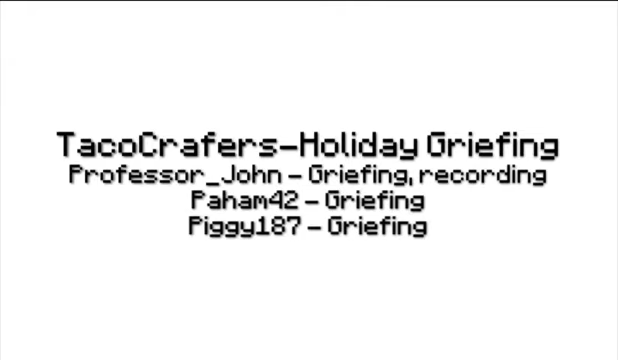 TacoCrafers-Holiday Griefing
Professor_John - Griefing, recording
Paham42 - Griefing
Piggy187 - Griefing